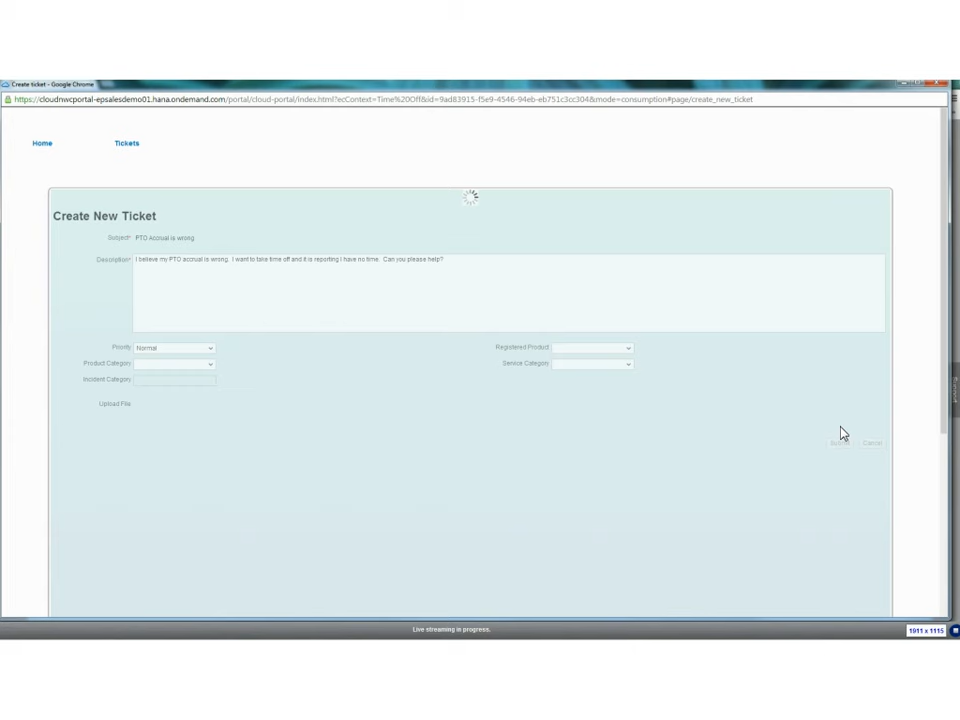 Create ticket - Google Chrome
https://cloudnwcportal-epsalesdemo01.hana.ondemand.com/portal/cloud-portal/index.html?ecContext=Time%20Off&id=9ad83915-f5e9-4546-94eb-eb751c3cc304&mode=consumption#page/create_new_ticket
Home Tickets
Create New Ticket
Subject* PTO Accrual is wrong
Description* I believe my PTO accrual is wrong. I want to take time off and it is reporting I have no time. Can you please help?
Priority Normal Registered Product
Product Category Service Category
Incident Category
Upload File
Submit Cancel
Support
Live streaming in progress.
1911 x 1115